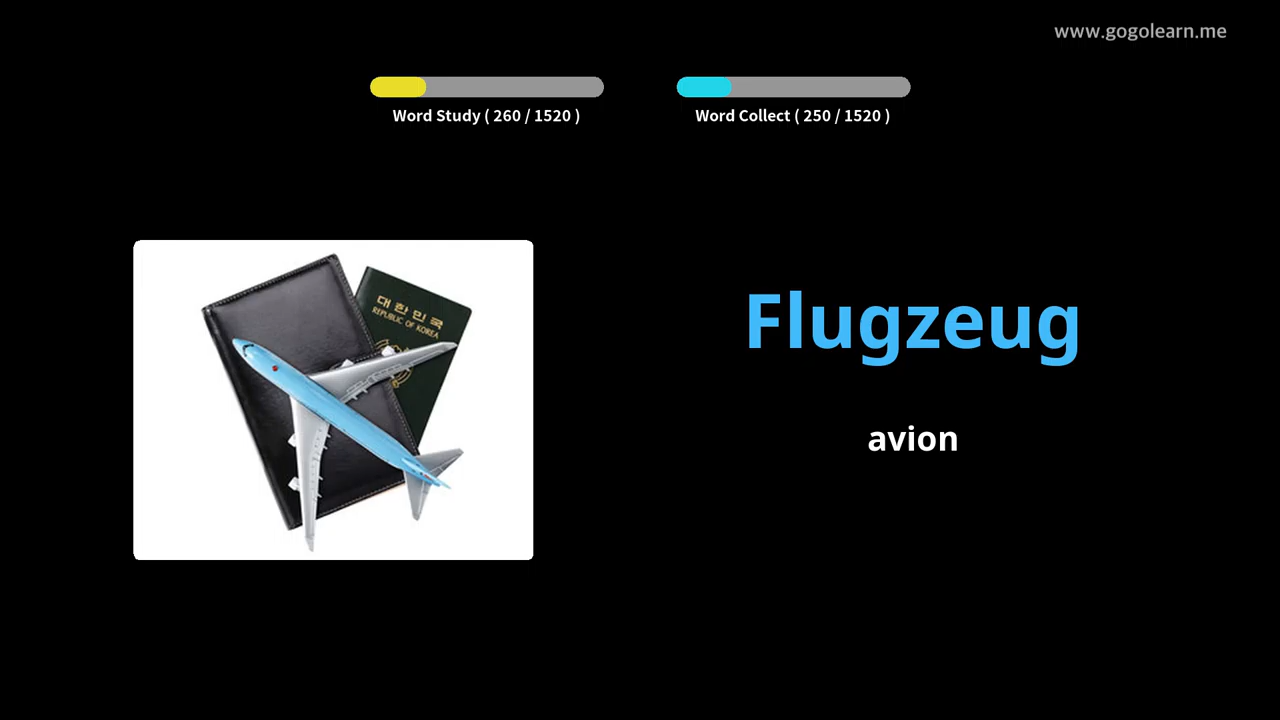 www.gogolearn.me
Word Study ( 260 / 1520 )
Word Collect ( 250 / 1520 )
대한민국
REPUBLIC OF KOREA
Flugzeug
avion